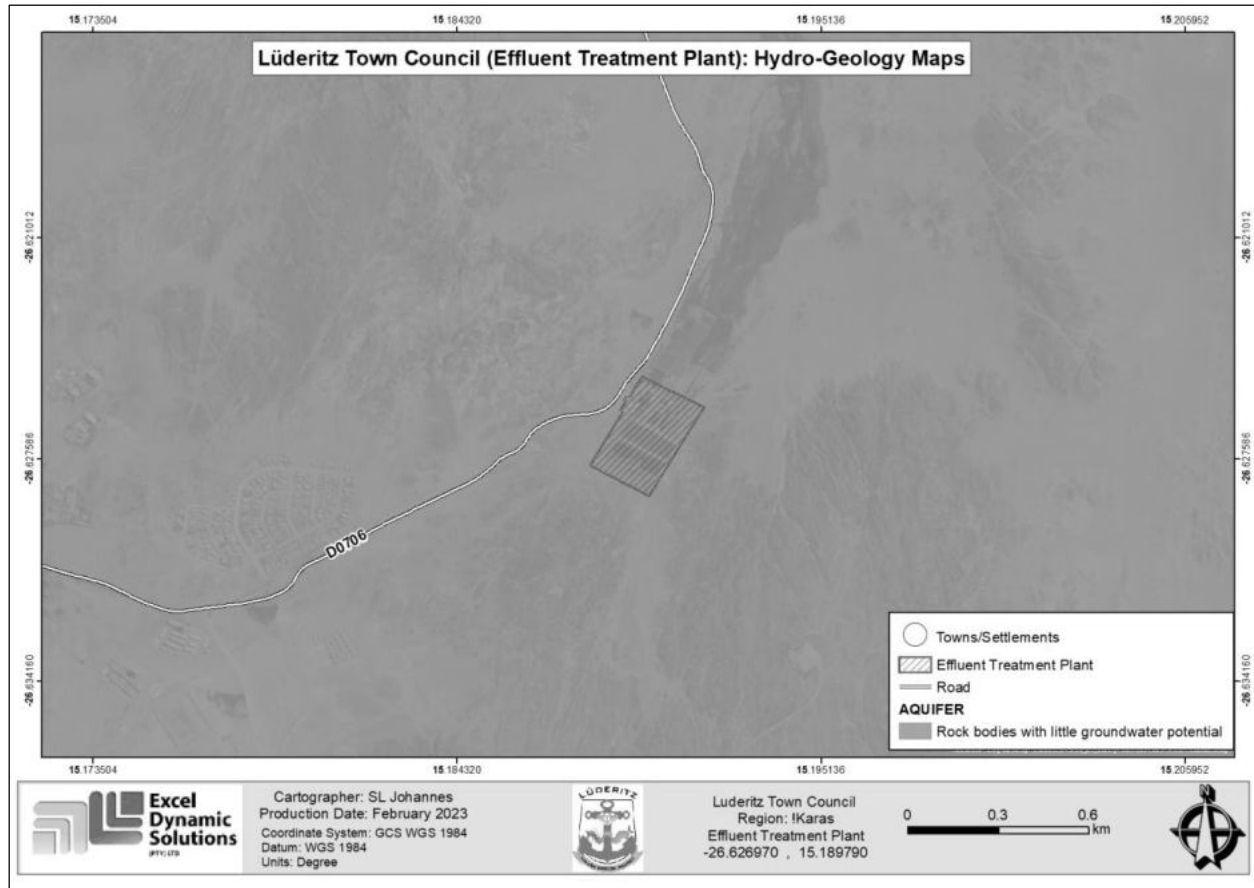 15.173504 15.184320 15.195136 15.205952
Lüderitz Town Council (Effluent Treatment Plant): Hydro-Geology Maps
-26.621012
-26.621012
-26.627586
-26.627586
D0706
Towns/Settlements
Effluent Treatment Plant
Road
AQUIFER
Rock bodies with little groundwater potential
-26.634160
-26.634160
15.173504 15.184320 15.195136 15.205952
Excel
Dynamic
Solutions
(PTY) LTD
Cartographer: SL Johannes
Production Date: February 2023
Coordinate System: GCS WGS 1984
Datum: WGS 1984
Units: Degree
LÜDERITZ
Luderitz Town Council
Region: !Karas
Effluent Treatment Plant
-26.626970 , 15.189790
0 0.3 0.6
km
N